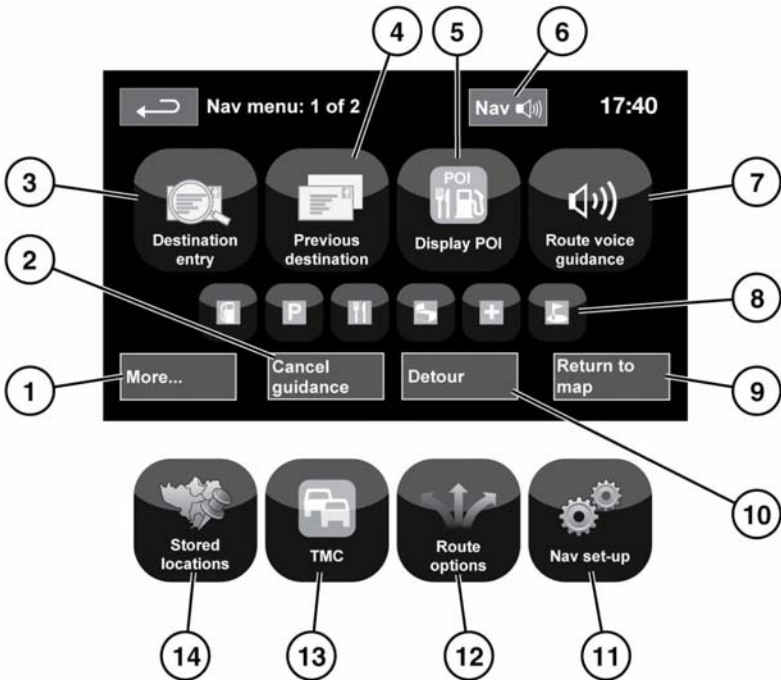 4
5
6
Nav menu: 1 of 2
Nav
17:40
3
7
POI
Destination
entry
Previous
destination
Display POI
Route voice
guidance
2
P
8
1
More...
Cancel
guidance
Detour
Return to
map
9
10
Stored
locations
TMC
Route
options
Nav set-up
14
13
12
11